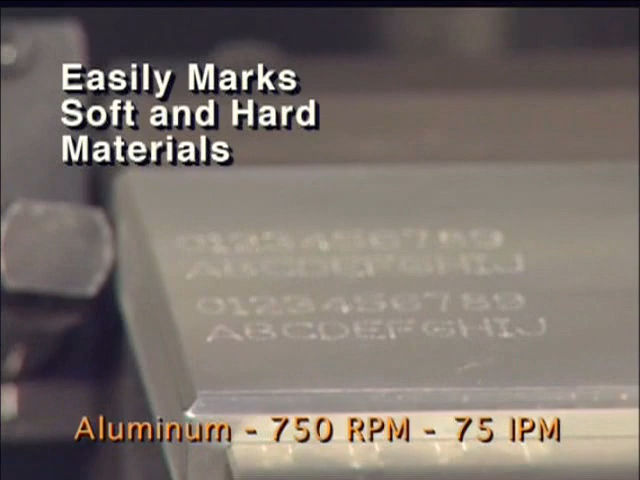 Easily Marks
Soft and Hard
Materials
0123456789
ABCDEFGHIJ
0123456789
ABCDEFGHIJ
Aluminum - 750 RPM - 75 IPM